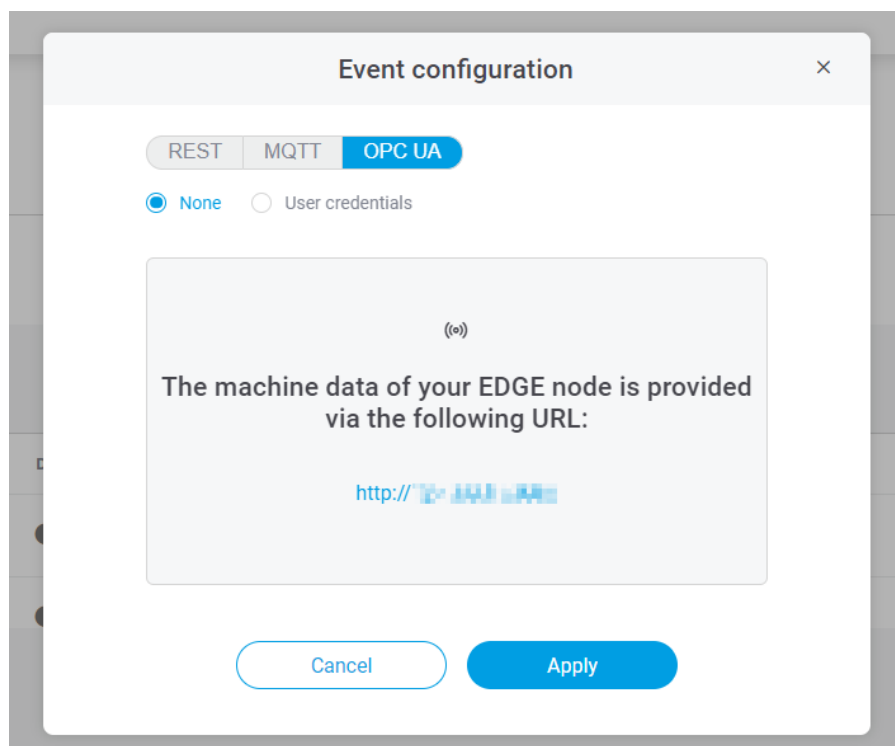 Event configuration
REST MQTT OPC UA
None User credentials
The machine data of your EDGE node is provided
via the following URL:
http://
Cancel Apply